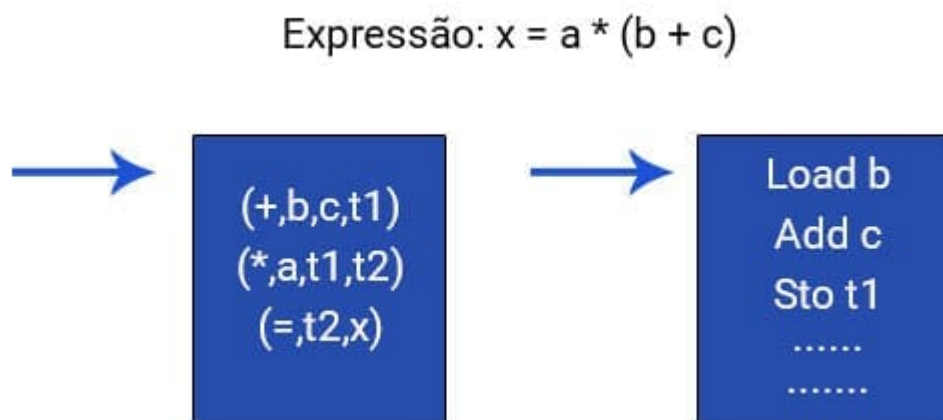 Expressão: x = a * (b + c)
(+,b,c,t1)
(*,a,t1,t2)
(=,t2,x)
Load b
Add c
Sto t1
......
.......